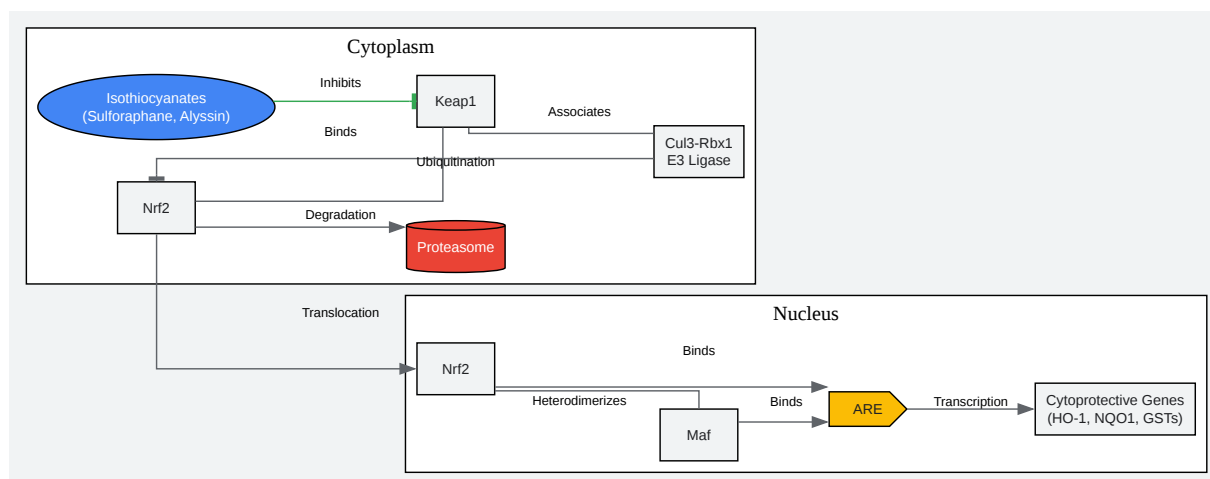 Cytoplasm
Inhibits
Isothiocyanates
(Sulforaphane, Alyssin)
Keap1
Associates
Binds
Cul3-Rbx1
E3 Ligase
Ubiquitination
Nrf2
Degradation
Proteasome
Translocation
Nucleus
Nrf2
Binds
Heterodimerizes
Binds
Maf
ARE
Transcription
Cytoprotective Genes
(HO-1, NQO1, GSTs)